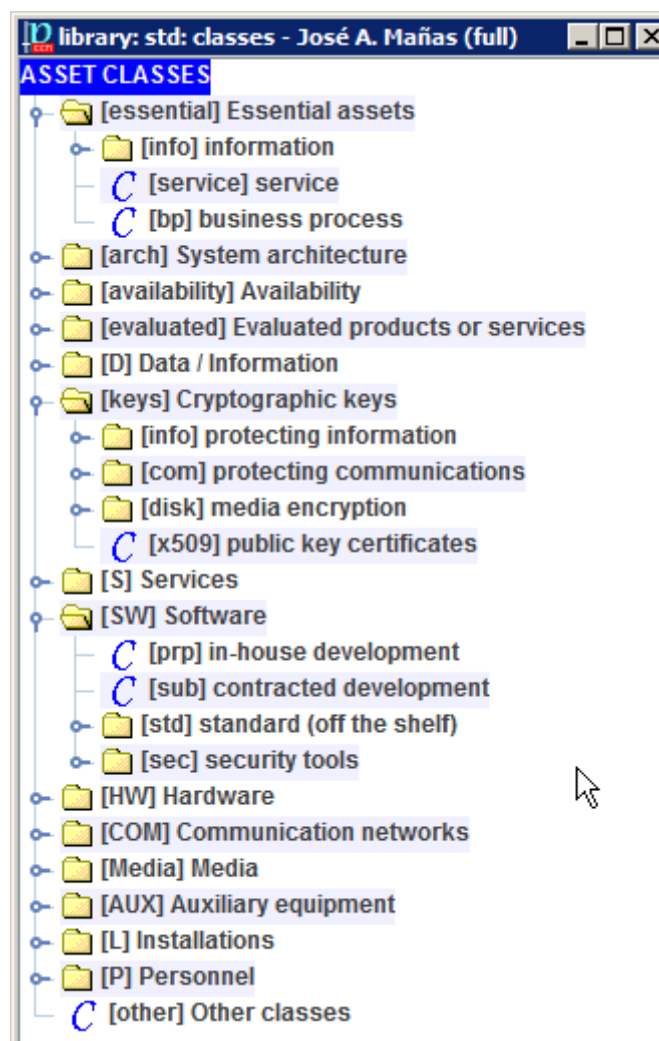 library: std: classes - José A. Mañas (full)
ASSET CLASSES
[essential] Essential assets
[info] information
C [service] service
C [bp] business process
[arch] System architecture
[availability] Availability
[evaluated] Evaluated products or services
[D] Data / Information
[keys] Cryptographic keys
[info] protecting information
[com] protecting communications
[disk] media encryption
C [x509] public key certificates
[S] Services
[SW] Software
C [prp] in-house development
C [sub] contracted development
[std] standard (off the shelf)
[sec] security tools
[HW] Hardware
[COM] Communication networks
[Media] Media
[AUX] Auxiliary equipment
[L] Installations
[P] Personnel
C [other] Other classes